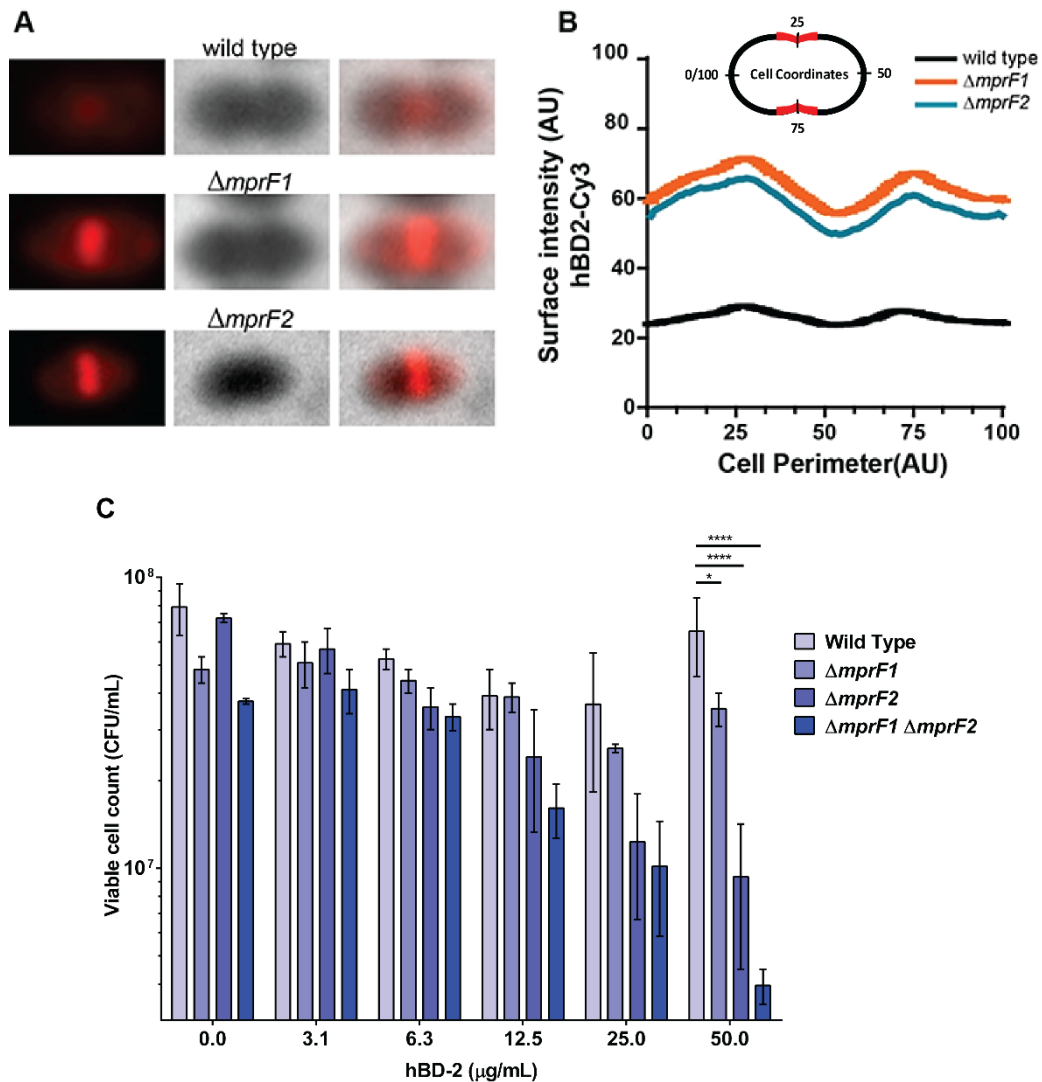 A
wild type
ΔmprF1
ΔmprF2
B
100
80
60
40
20
0
Surface intensity (AU)
hBD2-Cy3
25
0/100
Cell Coordinates
50
75
wild type
ΔmprF1
ΔmprF2
0 25 50 75 100
Cell Perimeter(AU)
C
10⁸
10⁷
Viable cell count (CFU/mL)
****
****
*
Wild Type
ΔmprF1
ΔmprF2
ΔmprF1 ΔmprF2
0.0 3.1 6.3 12.5 25.0 50.0
hBD-2 (μg/mL)